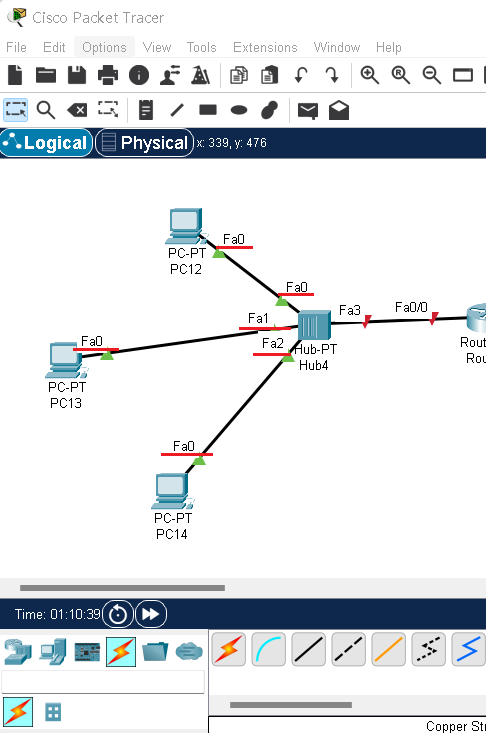 Cisco Packet Tracer
File Edit Options View Tools Extensions Window Help
Logical Physical x: 339, y: 476
Fa0
PC-PT
PC12
Fa0
Fa1
Fa3
Fa0/0
Fa0
Fa2
Hub-PT
Hub4
Rout
Rou
PC-PT
PC13
Fa0
PC-PT
PC14
Time: 01:10:39
Copper Str